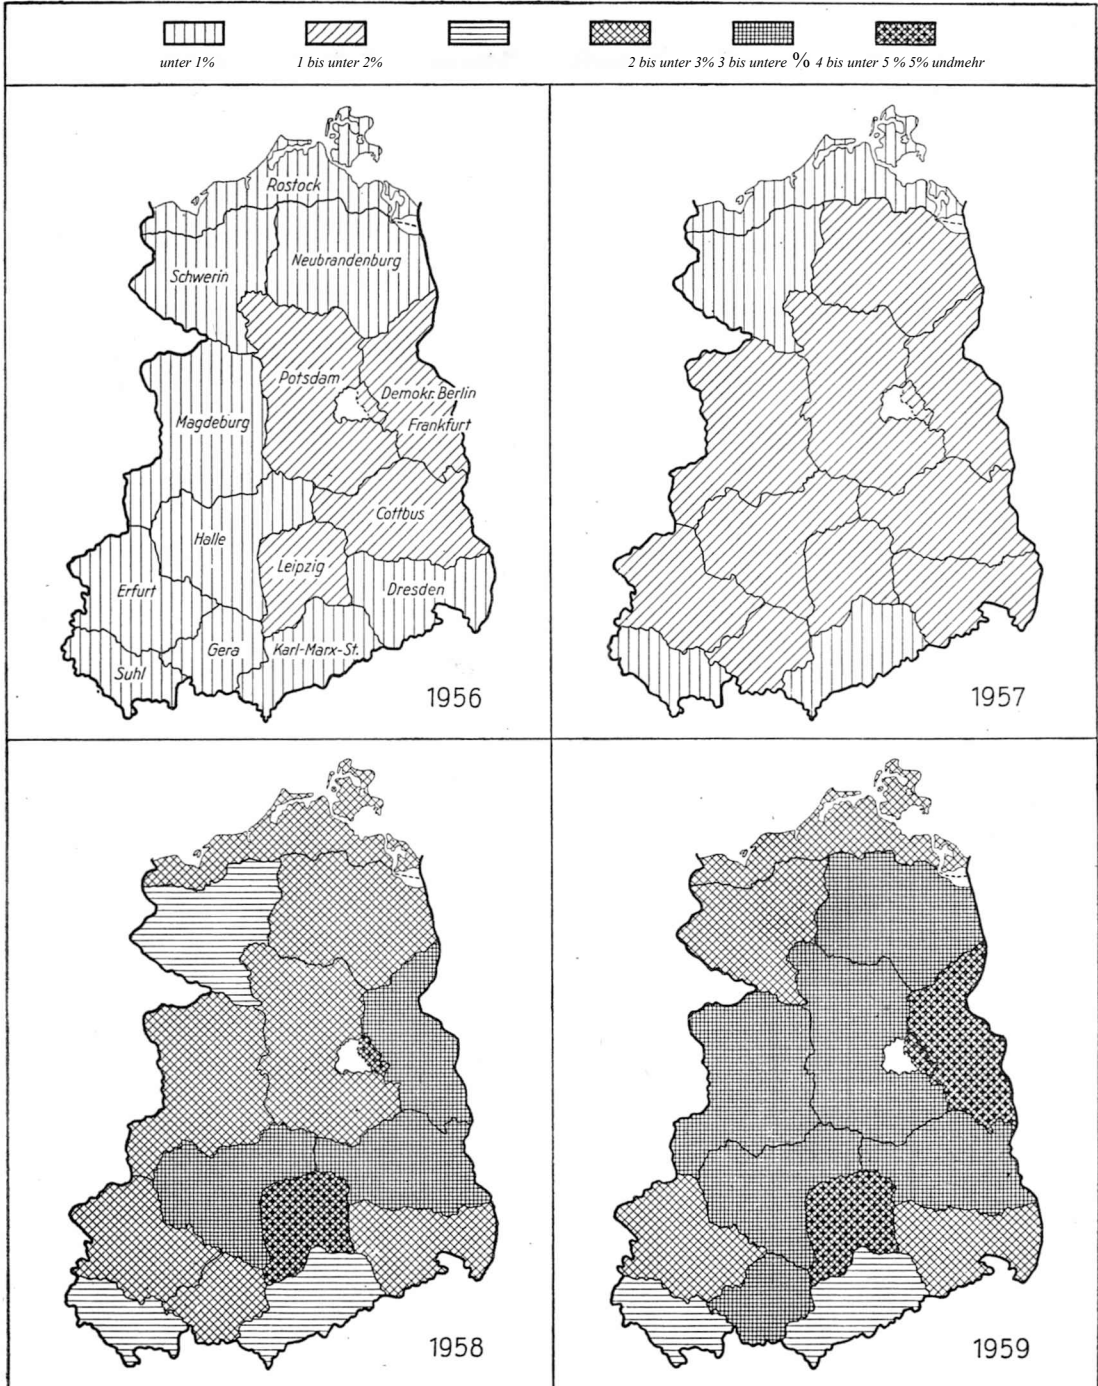 unter 1% 1 bis unter 2% 2 bis unter 3% 3 bis untere % 4 bis unter 5 % 5% undmehr
Rostock
Schwerin
Neubrandenburg
Potsdam
Demokr. Berlin
Magdeburg
Frankfurt
Cottbus
Halle
Leipzig
Erfurt
Dresden
Gera
Karl-Marx-St.
Suhl
1956
1957
1958
1959